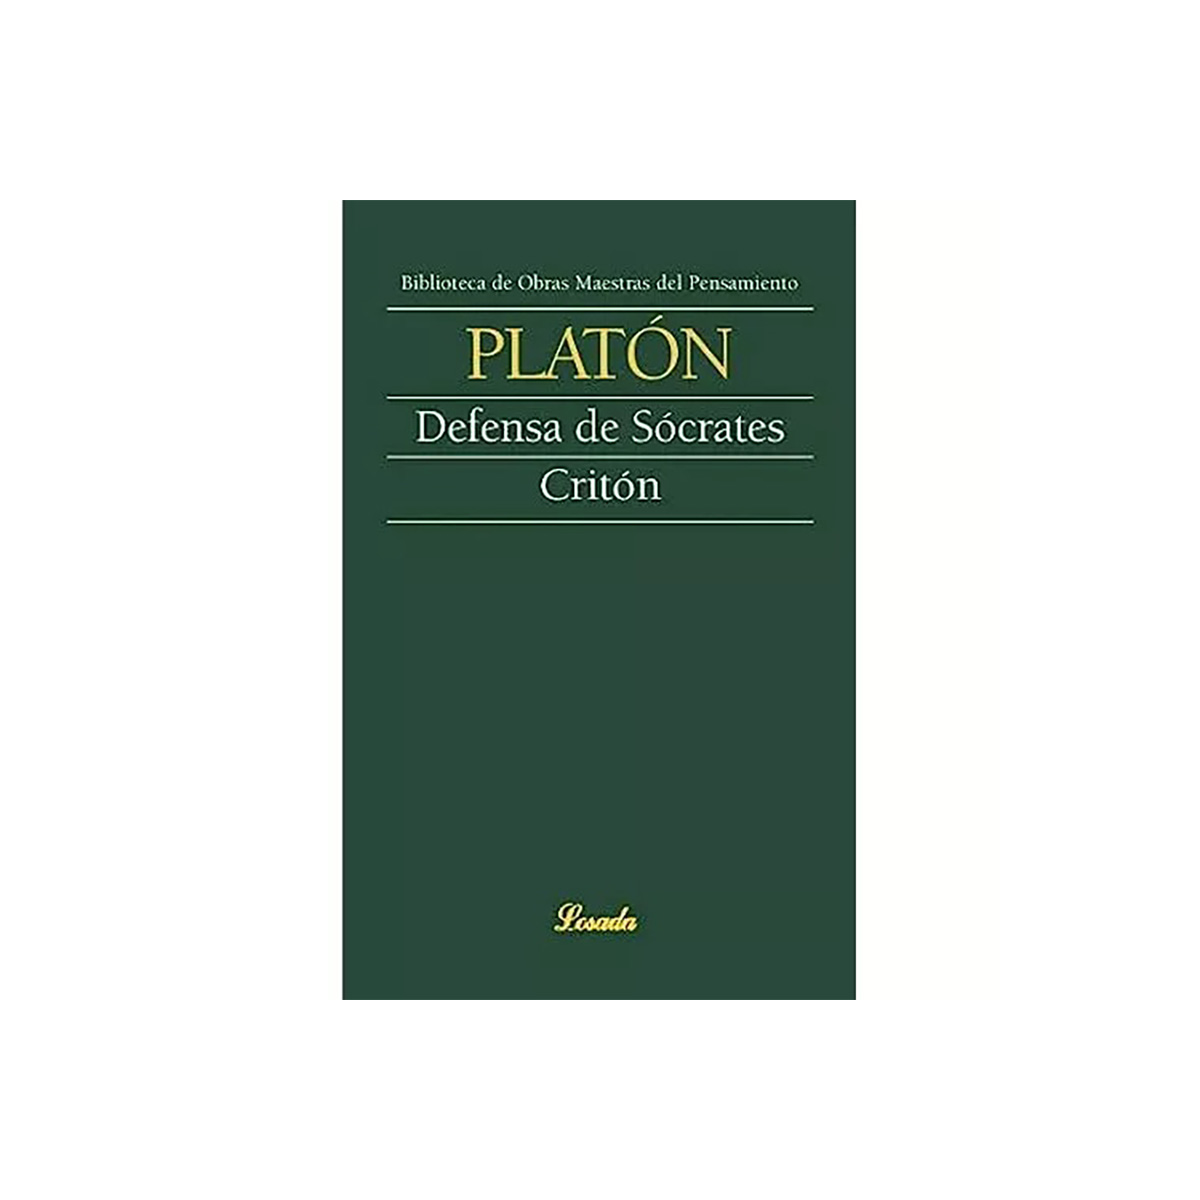 Biblioteca de Obras Maestras del Pensamiento
PLATÓN
Defensa de Sócrates
Critón
Losada